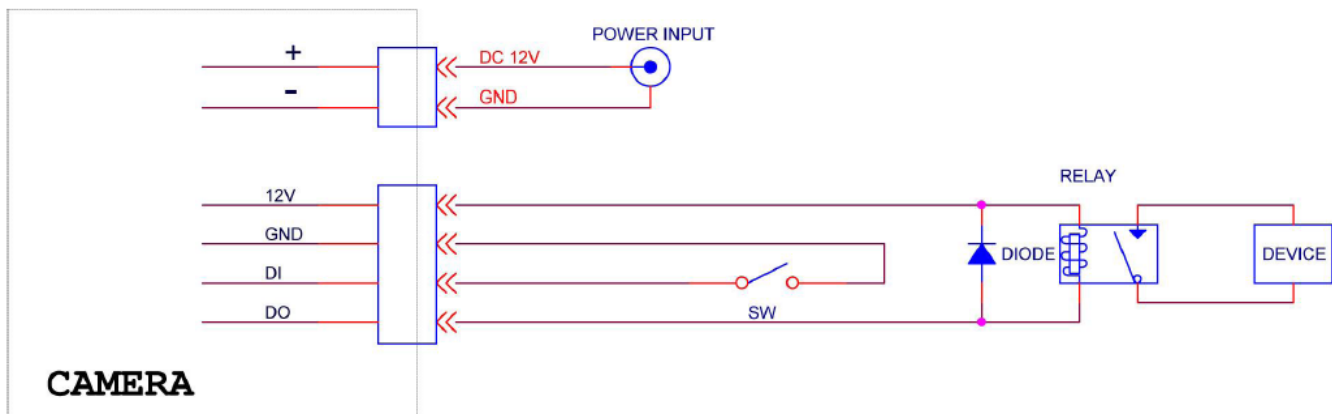 POWER INPUT
+
DC 12V
-
GND
RELAY
12V
GND
DIODE
DEVICE
DI
DO
SW
CAMERA